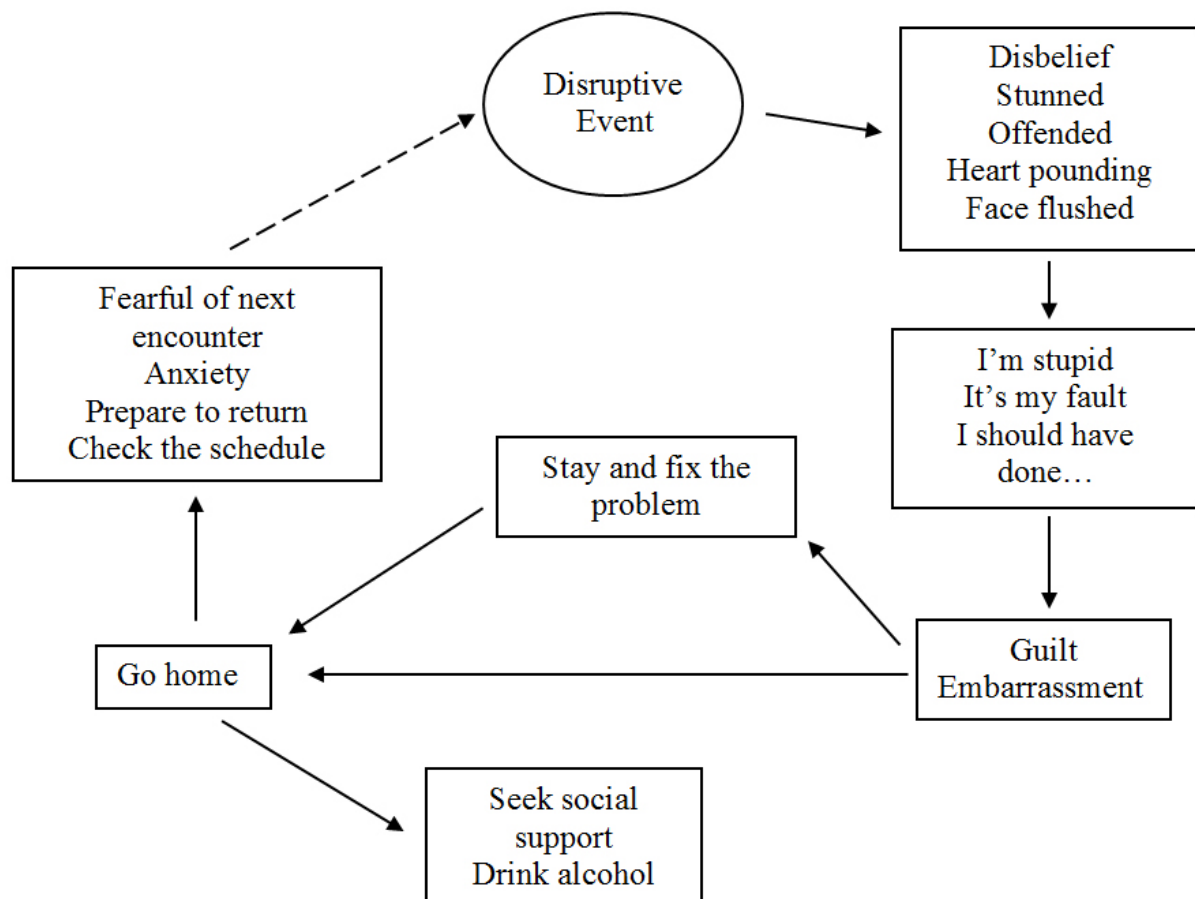 Disruptive
Event
Disbelief
Stunned
Offended
Heart pounding
Face flushed
I’m stupid
It’s my fault
I should have
done…
Guilt
Embarrassment
Stay and fix the
problem
Go home
Seek social
support
Drink alcohol
Fearful of next
encounter
Anxiety
Prepare to return
Check the schedule